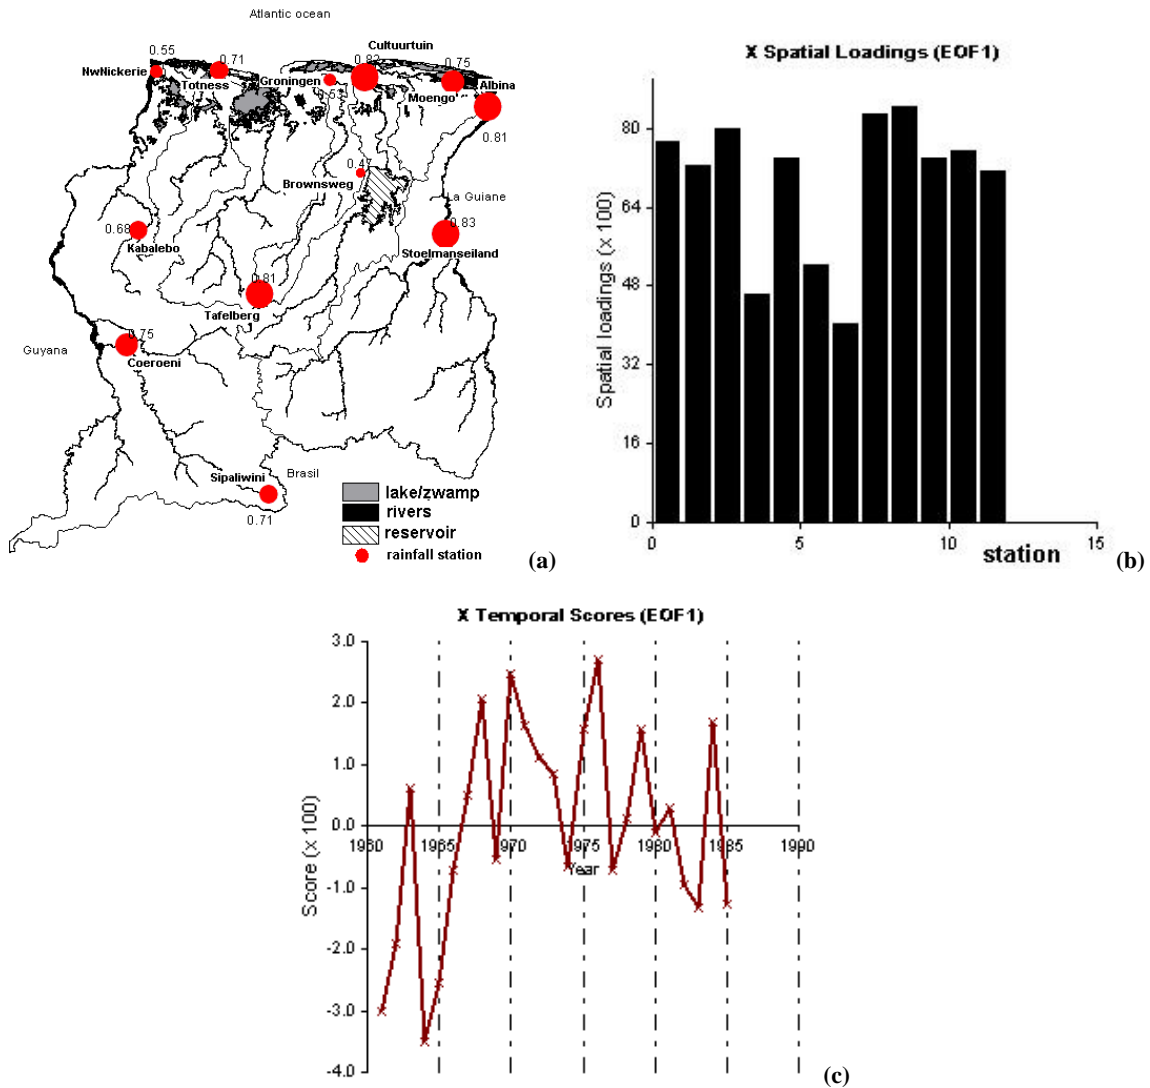 Atlantic ocean
Cultuurtuin
0.55
0.71
0.82
0.75
NwNickerie
Totness
Groningen
0.53
Moengo
Albina
0.81
0.47
Brownsweg
La Guiane
0.68
Kabalebo
0.83
Stoelmanseiland
0.81
Tafelberg
0.75
Guyana
Coeroeni
Sipaliwini
Brasil
0.71
lake/zwamp
rivers
reservoir
rainfall station
(a)
X Spatial Loadings (EOF1)
Spatial loadings (x 100)
80
64
48
32
16
0
0 5 10 15
station
(b)
X Temporal Scores (EOF1)
Score (x 100)
3.0
2.0
1.0
0.0
-1.0
-2.0
-3.0
-4.0
1960 1965 1970 1975 1980 1985 1990
Year
(c)